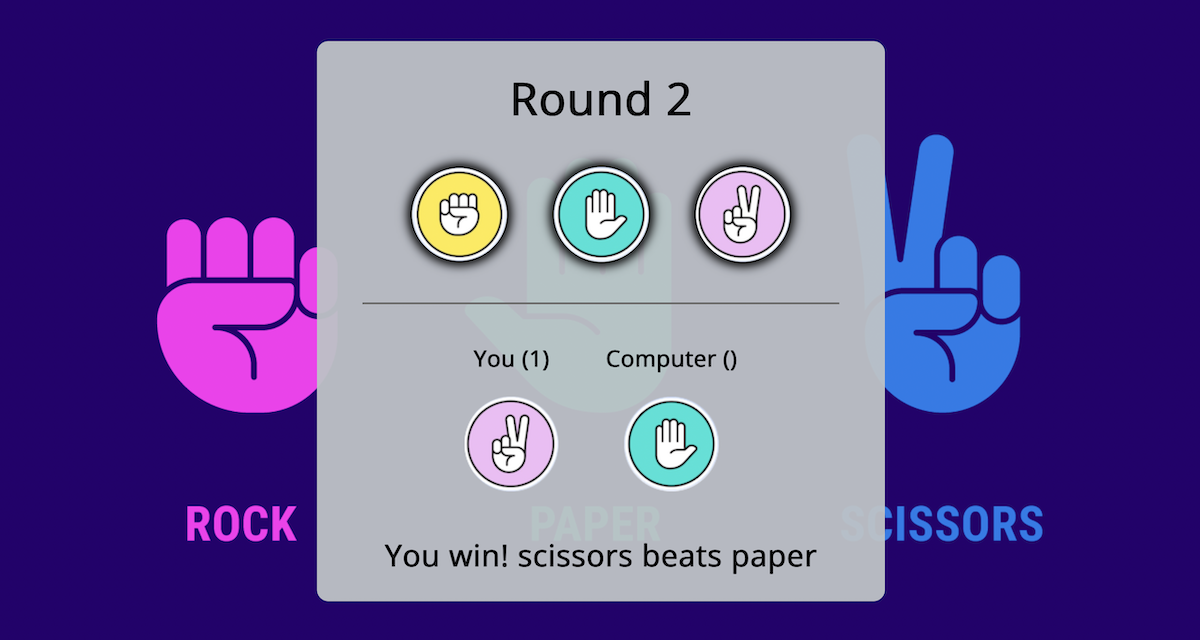 Round 2
You (1) Computer ()
ROCK PAPER SCISSORS
You win! scissors beats paper